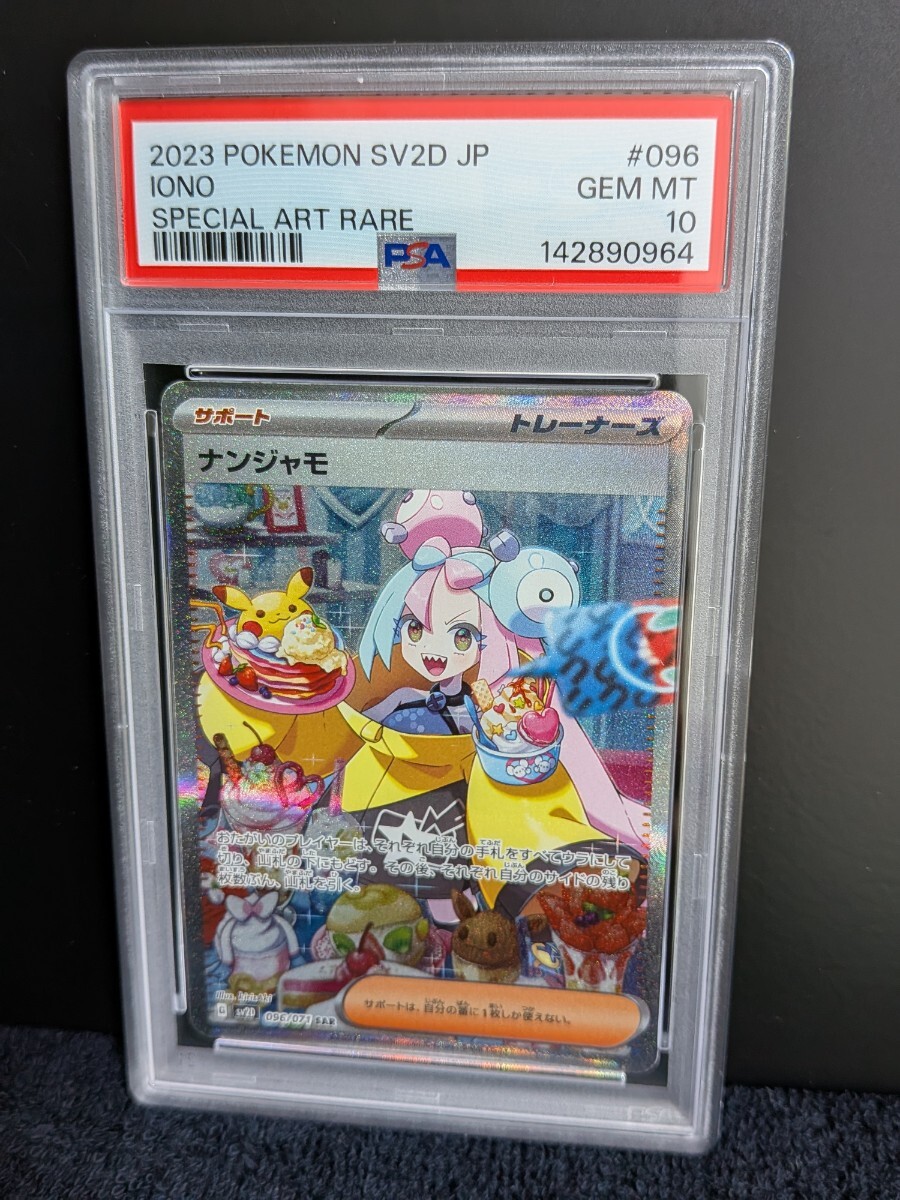 2023 POKEMON SV2D JP #096
IONO GEM MT
SPECIAL ART RARE 10
PSA 142890964
サポート トレーナーズ
ナンジャモ
おたがいのプレイヤーは、それぞれ自分の手札をすべてウラにして
切り、山札の下にもどす。その後、それぞれ自分のサイドの残り
枚数ぶん、山札を引く。
サポートは、自分の番に1枚しか使えない。
illus. kirisAki
G sv2D 096/071 SAR